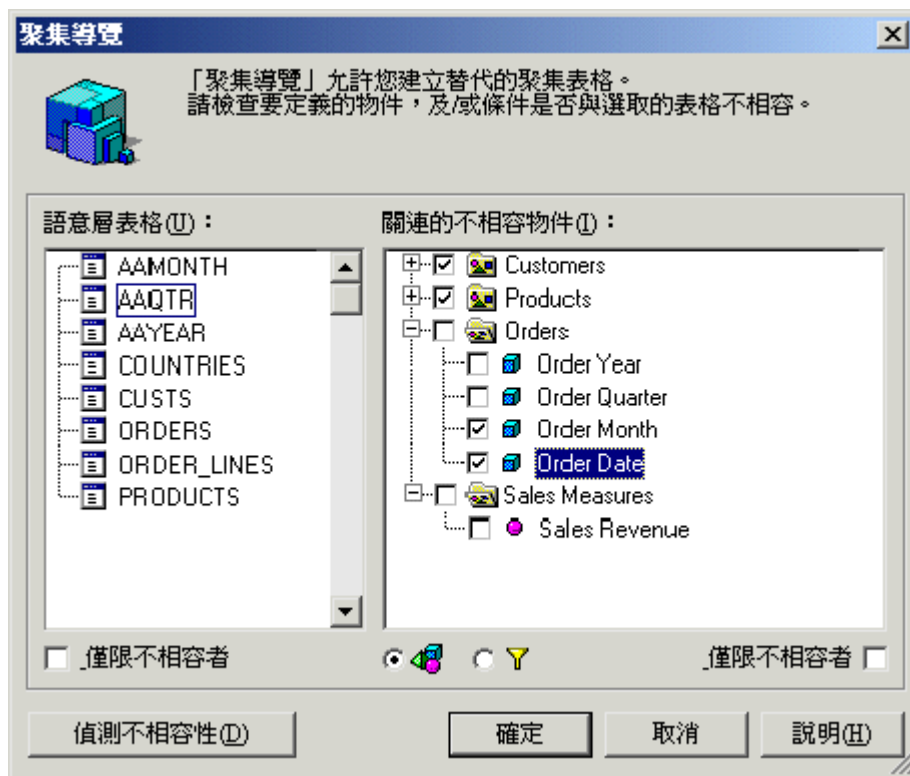 聚集導覽
「聚集導覽」允許您建立替代的聚集表格。
請檢查要定義的物件，及/或條件是否與選取的表格不相容。
語意層表格(U)：
AAMONTH
AAQTR
AAYEAR
COUNTRIES
CUSTS
ORDERS
ORDER_LINES
PRODUCTS
關連的不相容物件(I)：
Customers
Products
Orders
Order Year
Order Quarter
Order Month
Order Date
Sales Measures
Sales Revenue
_僅限不相容者
_僅限不相容者
偵測不相容性(D)
確定
取消
說明(H)